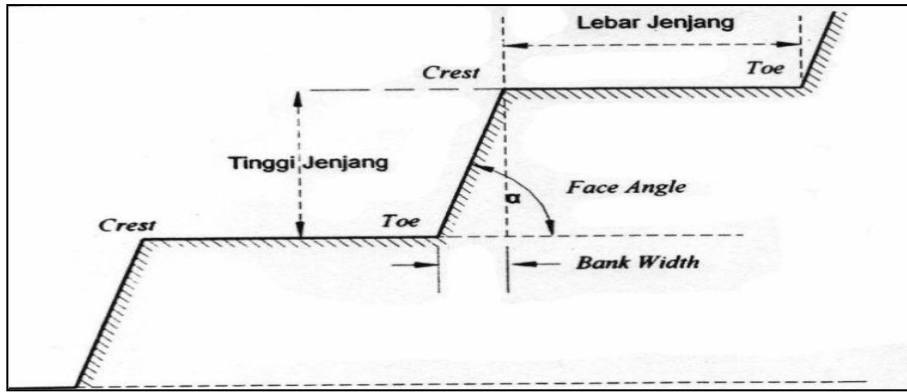 Lebar Jenjang
Crest
Toe
Tinggi Jenjang
α
Face Angle
Crest
Toe
Bank Width